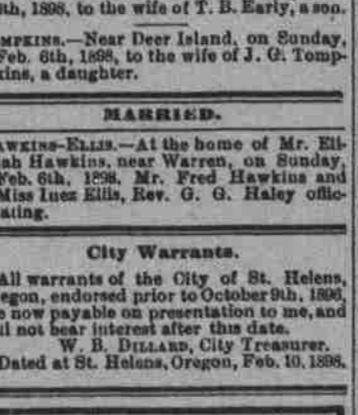 8th, 1898, to the wife of T. B. Early, a son.
MPKINS.—Near Deer Island, on Sunday,
Feb. 6th, 1898, to the wife of J. G. Tomp-
kins, a daughter.
MARRIED.
AWKINS-ELLIS.—At the home of Mr. Eli-
jah Hawkins, near Warren, on Sunday,
Feb. 6th, 1898, Mr. Fred Hawkins and
Miss Inez Ellis, Rev. G. G. Haley offic-
ating.
City Warrants.
All warrants of the City of St. Helens,
egon, endorsed prior to October 9th, 1896,
e now payable on presentation to me, and
ll not bear interest after this date.
W. B. DILLARD, City Treasurer.
Dated at St. Helens, Oregon, Feb. 10, 1898.